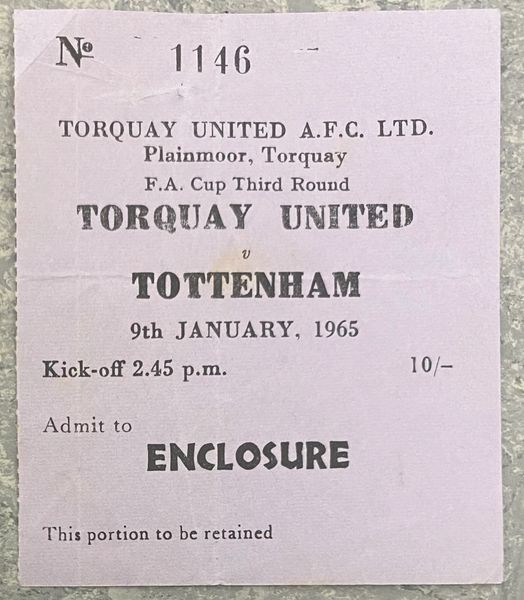 Nº 1146
TORQUAY UNITED A.F.C. LTD.
Plainmoor, Torquay
F.A. Cup Third Round
TORQUAY UNITED
v
TOTTENHAM
9th JANUARY, 1965
Kick-off 2.45 p.m. 10/–
Admit to
ENCLOSURE
This portion to be retained